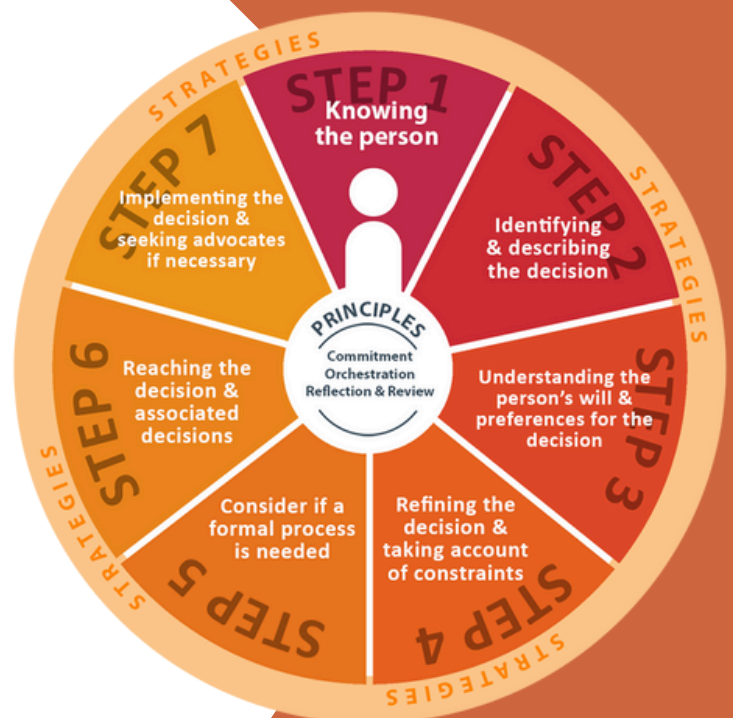 STRATEGIES
STEP 1
Knowing
the person
STRATEGIES
STEP 2
Identifying
& describing
the decision
STEP 3
Understanding the
person's will &
preferences for the
decision
STEP 4
Refining the
decision &
taking account
of constraints
STRATEGIES
STEP 5
Consider if a
formal process
is needed
STRATEGIES
STEP 6
Reaching the
decision &
associated
decisions
STEP 7
Implementing the
decision &
seeking advocates
if necessary
PRINCIPLES
Commitment
Orchestration
Reflection & Review